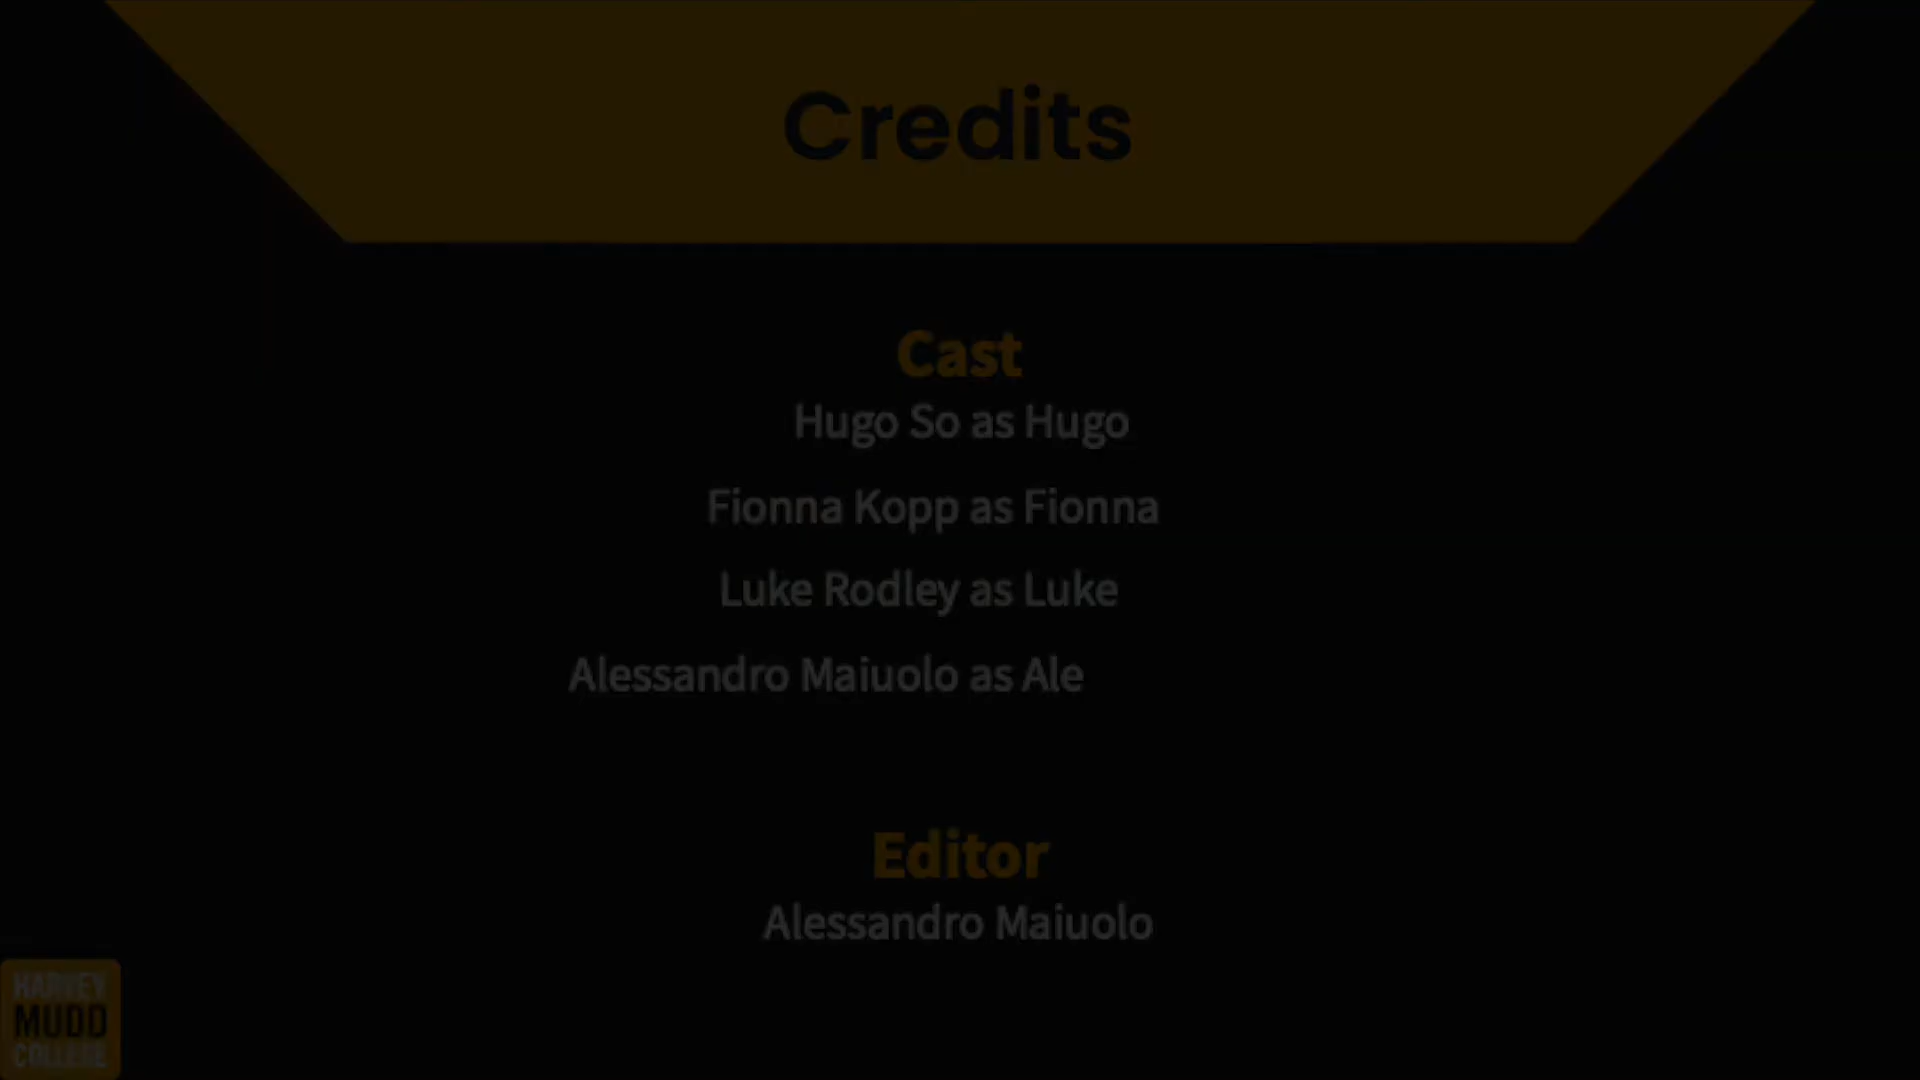 Credits
Cast
Hugo So as Hugo
Fionna Kopp as Fionna
Luke Rodley as Luke
Alessandro Maiuolo as Ale
Editor
Alessandro Maiuolo
HARVEY
MUDD
COLLEGE